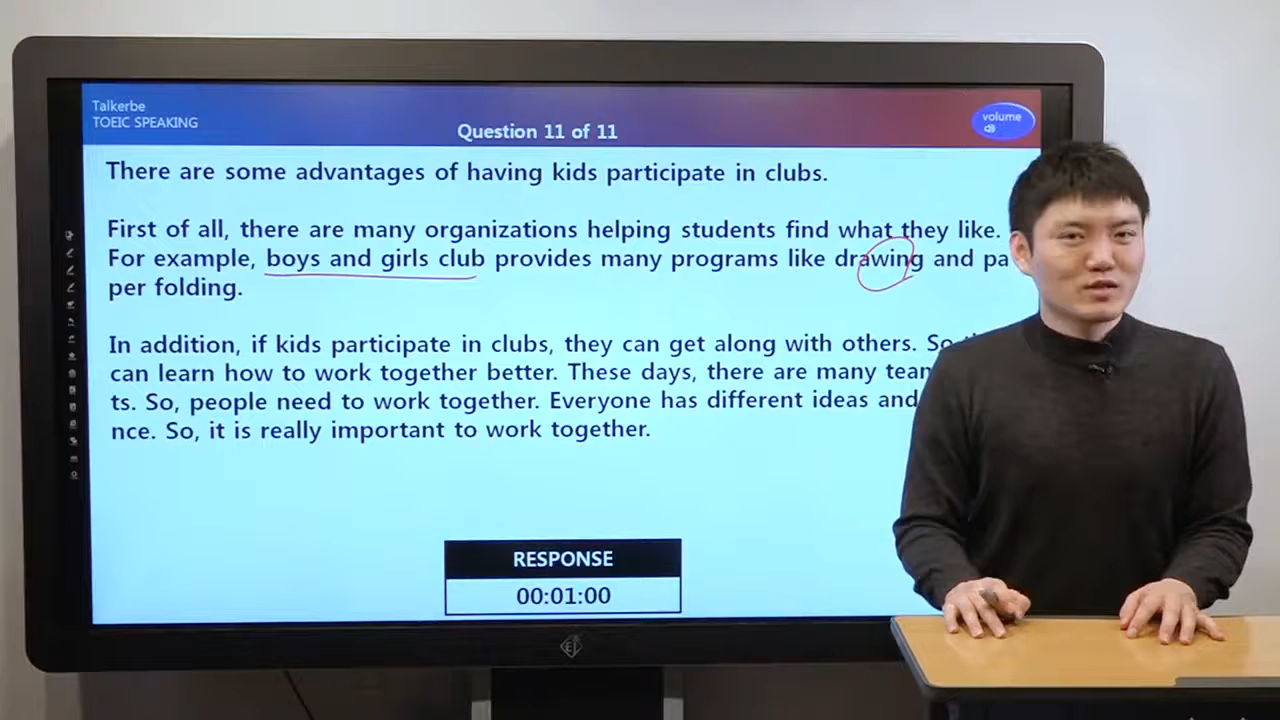 Talkerbe
TOEIC SPEAKING
Question 11 of 11
volume
There are some advantages of having kids participate in clubs.
First of all, there are many organizations helping students find what they like.
For example, boys and girls club provides many programs like drawing and pa
per folding.
In addition, if kids participate in clubs, they can get along with others. So
can learn how to work together better. These days, there are many team
ts. So, people need to work together. Everyone has different ideas and
nce. So, it is really important to work together.
RESPONSE
00:01:00